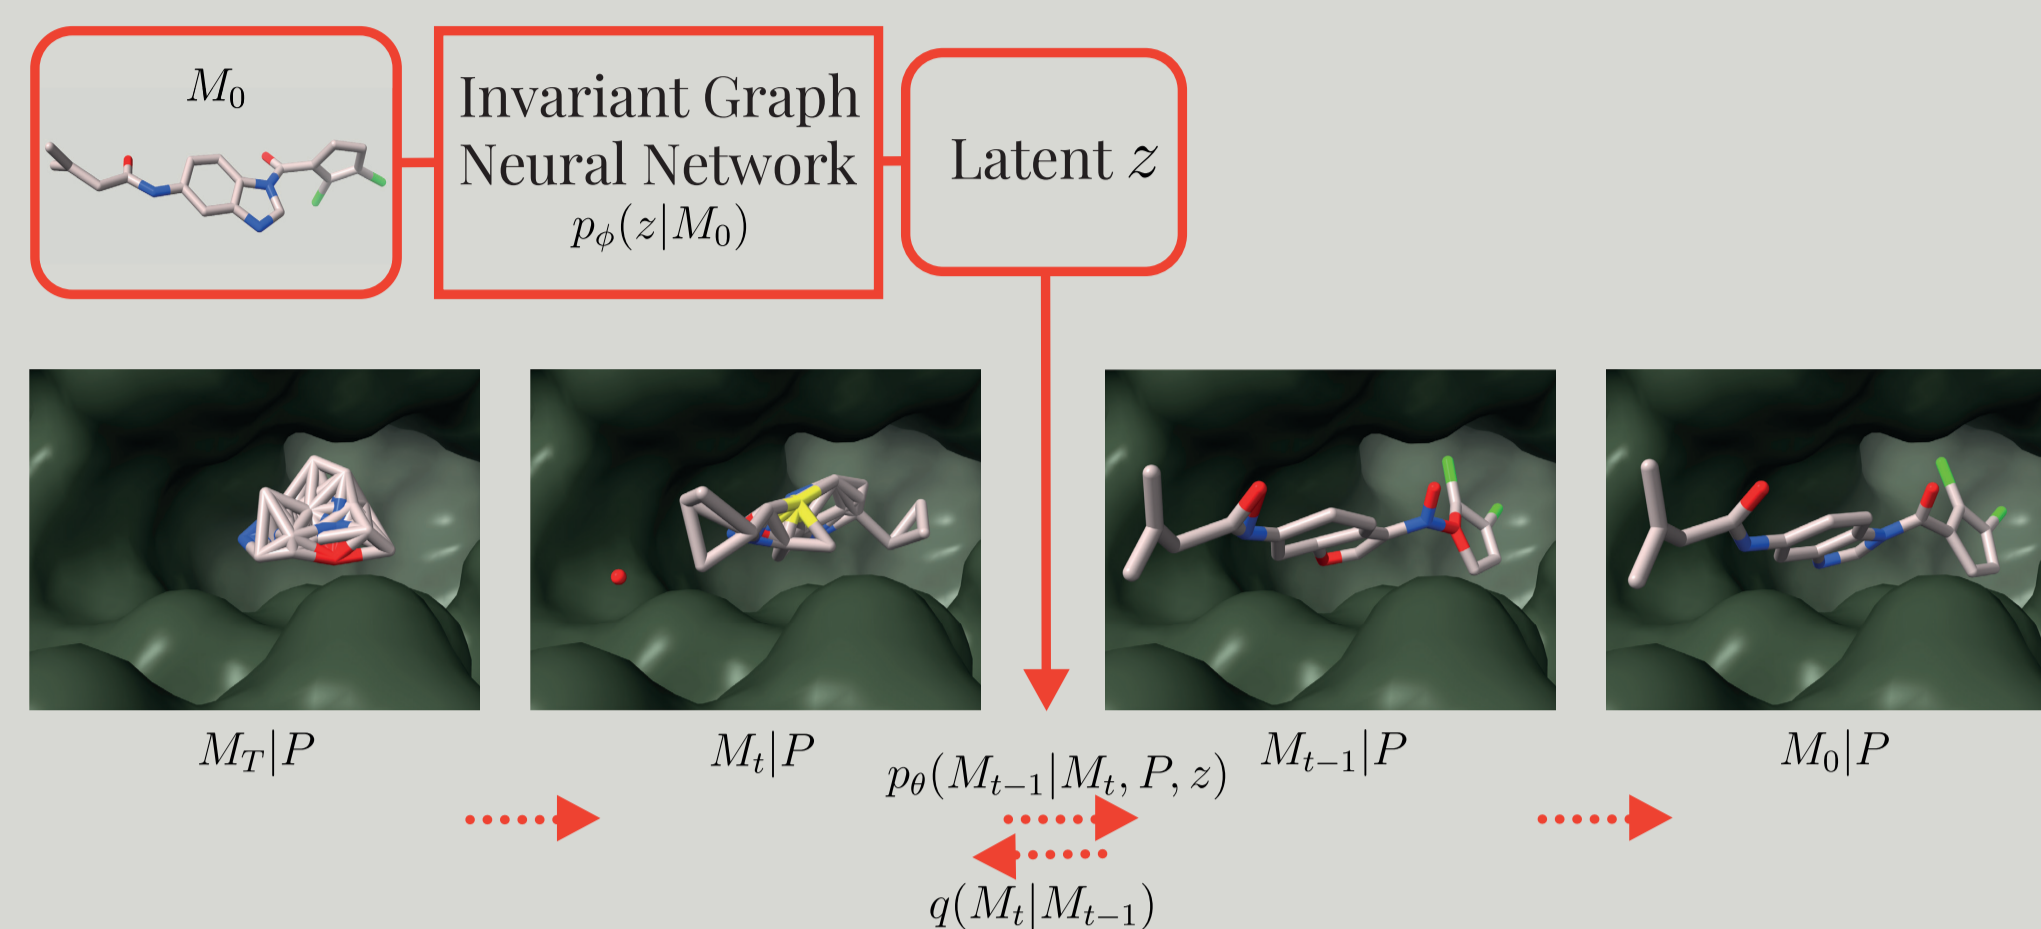 M_0
Invariant Graph
Neural Network
p_ϕ(z|M_0)
Latent z
M_T|P
M_t|P
p_θ(M_{t−1}|M_t, P, z)
M_{t−1}|P
M_0|P
q(M_t|M_{t−1})